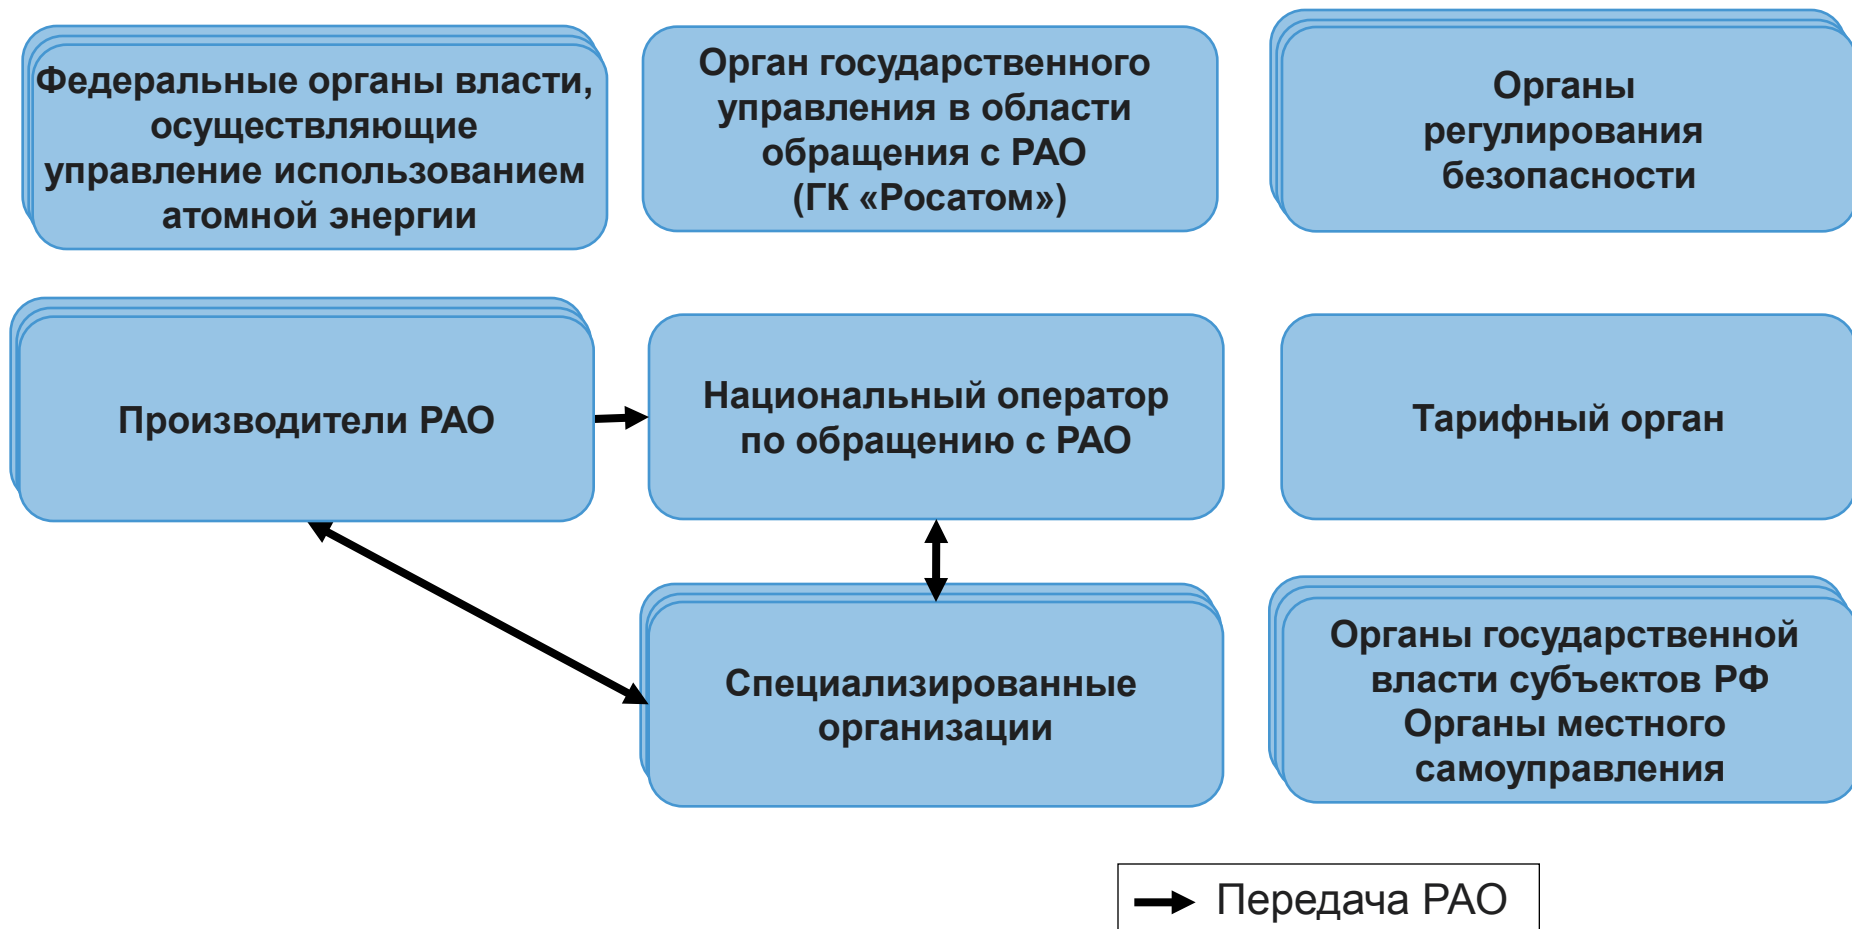 Федеральные органы власти,
осуществляющие
управление использованием
атомной энергии
Орган государственного
управления в области
обращения с РАО
(ГК «Росатом»)
Органы
регулирования
безопасности
Производители РАО
Национальный оператор
по обращению с РАО
Тарифный орган
Специализированные
организации
Органы государственной
власти субъектов РФ
Органы местного
самоуправления
Передача РАО